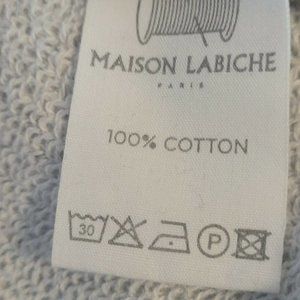 MAISON LABICHE
PARIS
100% COTTON
30 P